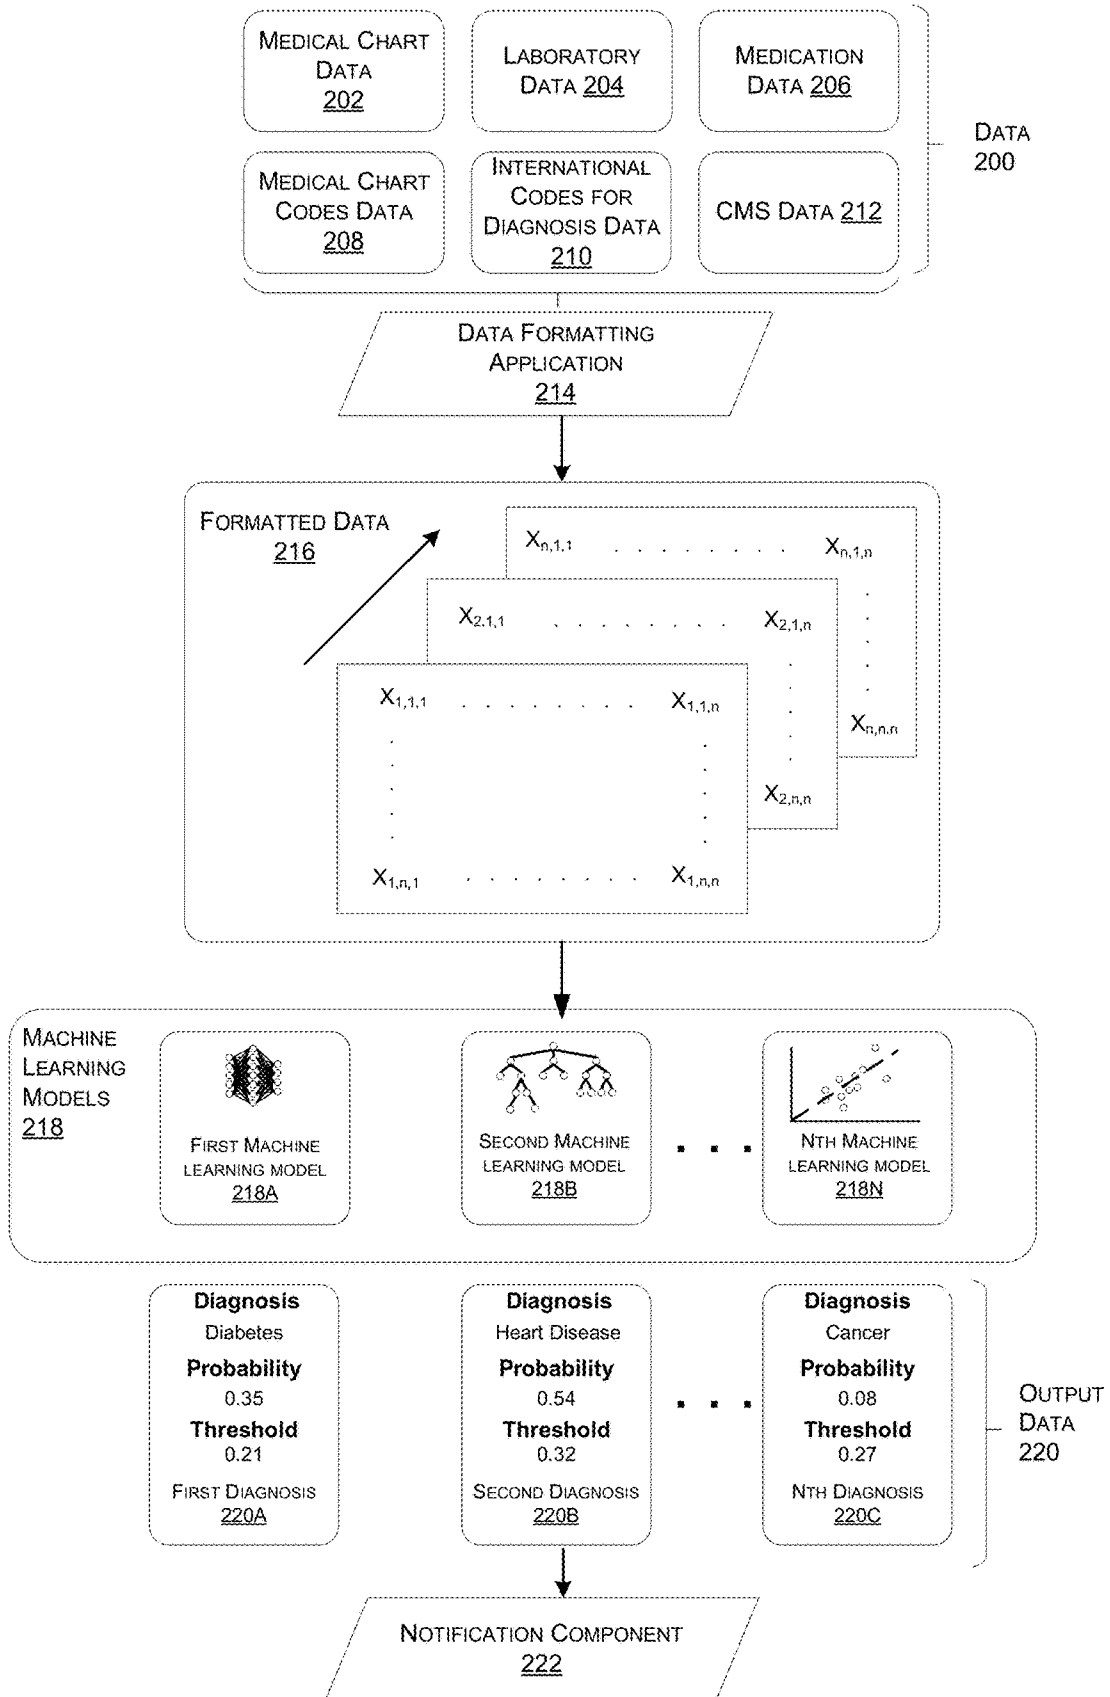 MEDICAL CHART
DATA
202
LABORATORY
DATA 204
MEDICATION
DATA 206
DATA
200
MEDICAL CHART
CODES DATA
208
INTERNATIONAL
CODES FOR
DIAGNOSIS DATA
210
CMS DATA 212
DATA FORMATTING
APPLICATION
214
FORMATTED DATA
216
Xn,1,1 . . . . . . . . Xn,1,n
X2,1,1 . . . . . . . . X2,1,n
X1,1,1 . . . . . . . . X1,1,n
Xn,n,n
X2,n,n
X1,n,1 . . . . . . . . X1,n,n
MACHINE
LEARNING
MODELS
218
FIRST MACHINE
LEARNING MODEL
218A
SECOND MACHINE
LEARNING MODEL
218B
. . .
NTH MACHINE
LEARNING MODEL
218N
Diagnosis
Diabetes
Probability
0.35
Threshold
0.21
FIRST DIAGNOSIS
220A
Diagnosis
Heart Disease
Probability
0.54
Threshold
0.32
SECOND DIAGNOSIS
220B
. . .
Diagnosis
Cancer
Probability
0.08
Threshold
0.27
NTH DIAGNOSIS
220C
OUTPUT
DATA
220
NOTIFICATION COMPONENT
222